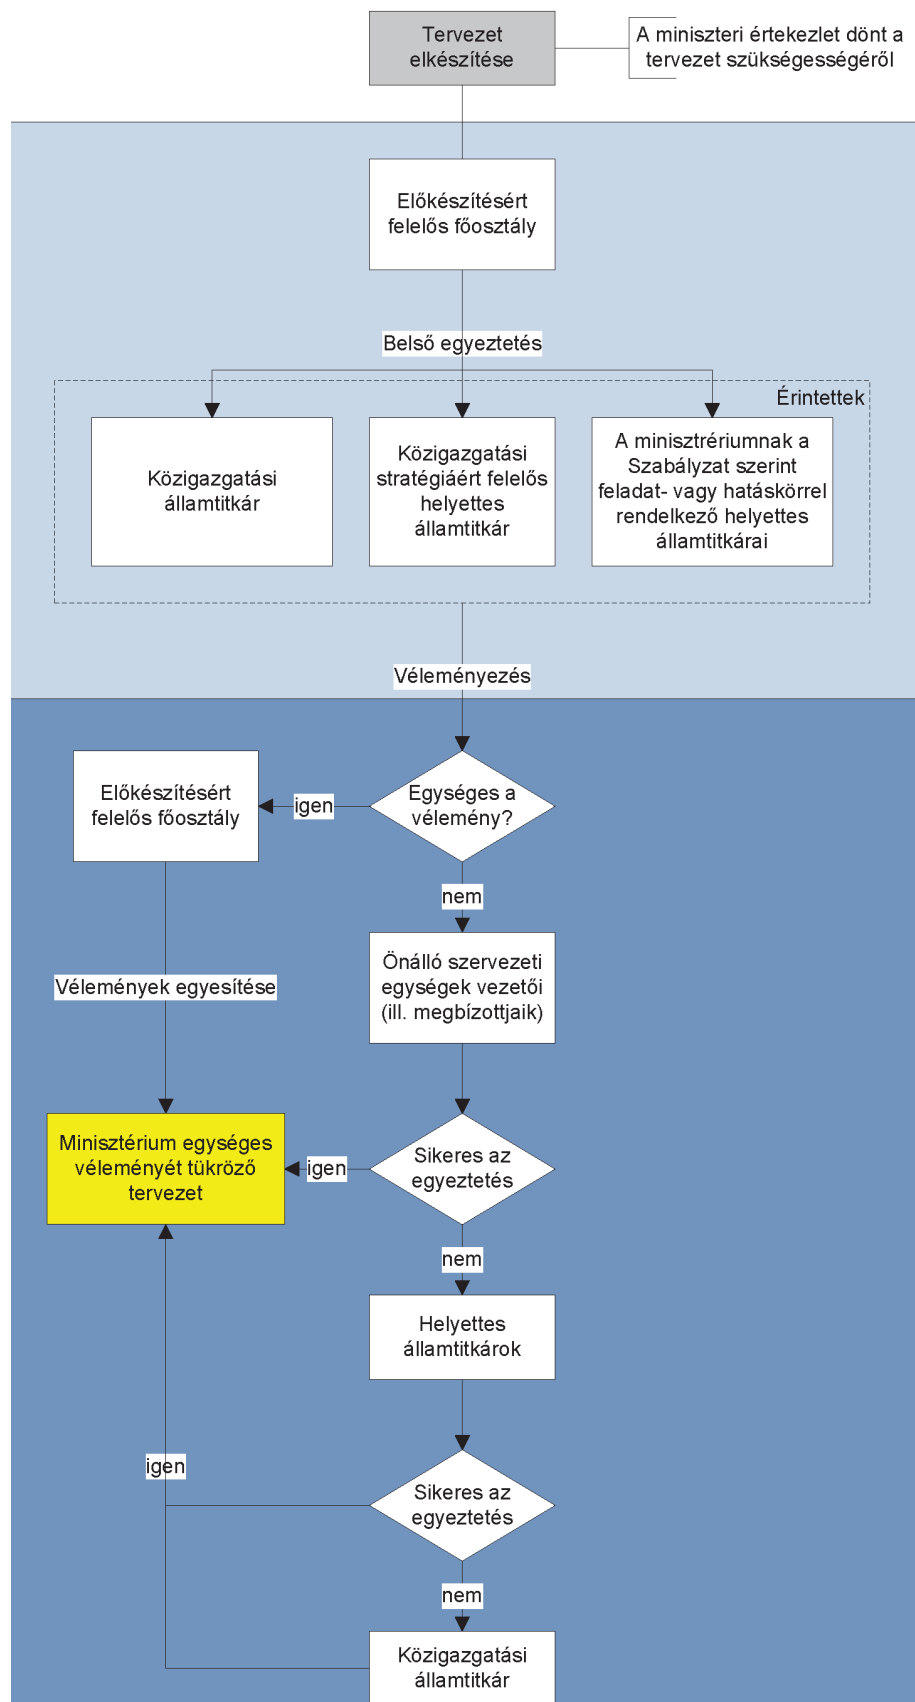 Tervezet
elkészítése
A miniszteri értekezlet dönt a
tervezet szükségességéről
Előkészítésért
felelős főosztály
Belső egyeztetés
Érintettek
Közigazgatási
államtitkár
Közigazgatási
stratégiáért felelős
helyettes
államtitkár
A minisztrériumnak a
Szabályzat szerint
feladat- vagy hatáskörrel
rendelkező helyettes
államtitkárai
Véleményezés
Egységes a
vélemény?
igen
Előkészítésért
felelős főosztály
nem
Önálló szervezeti
egységek vezetői
(ill. megbízottjaik)
Vélemények egyesítése
Sikeres az
egyeztetés
igen
Minisztérium egységes
véleményét tükröző
tervezet
nem
Helyettes
államtitkárok
igen
Sikeres az
egyeztetés
nem
Közigazgatási
államtitkár